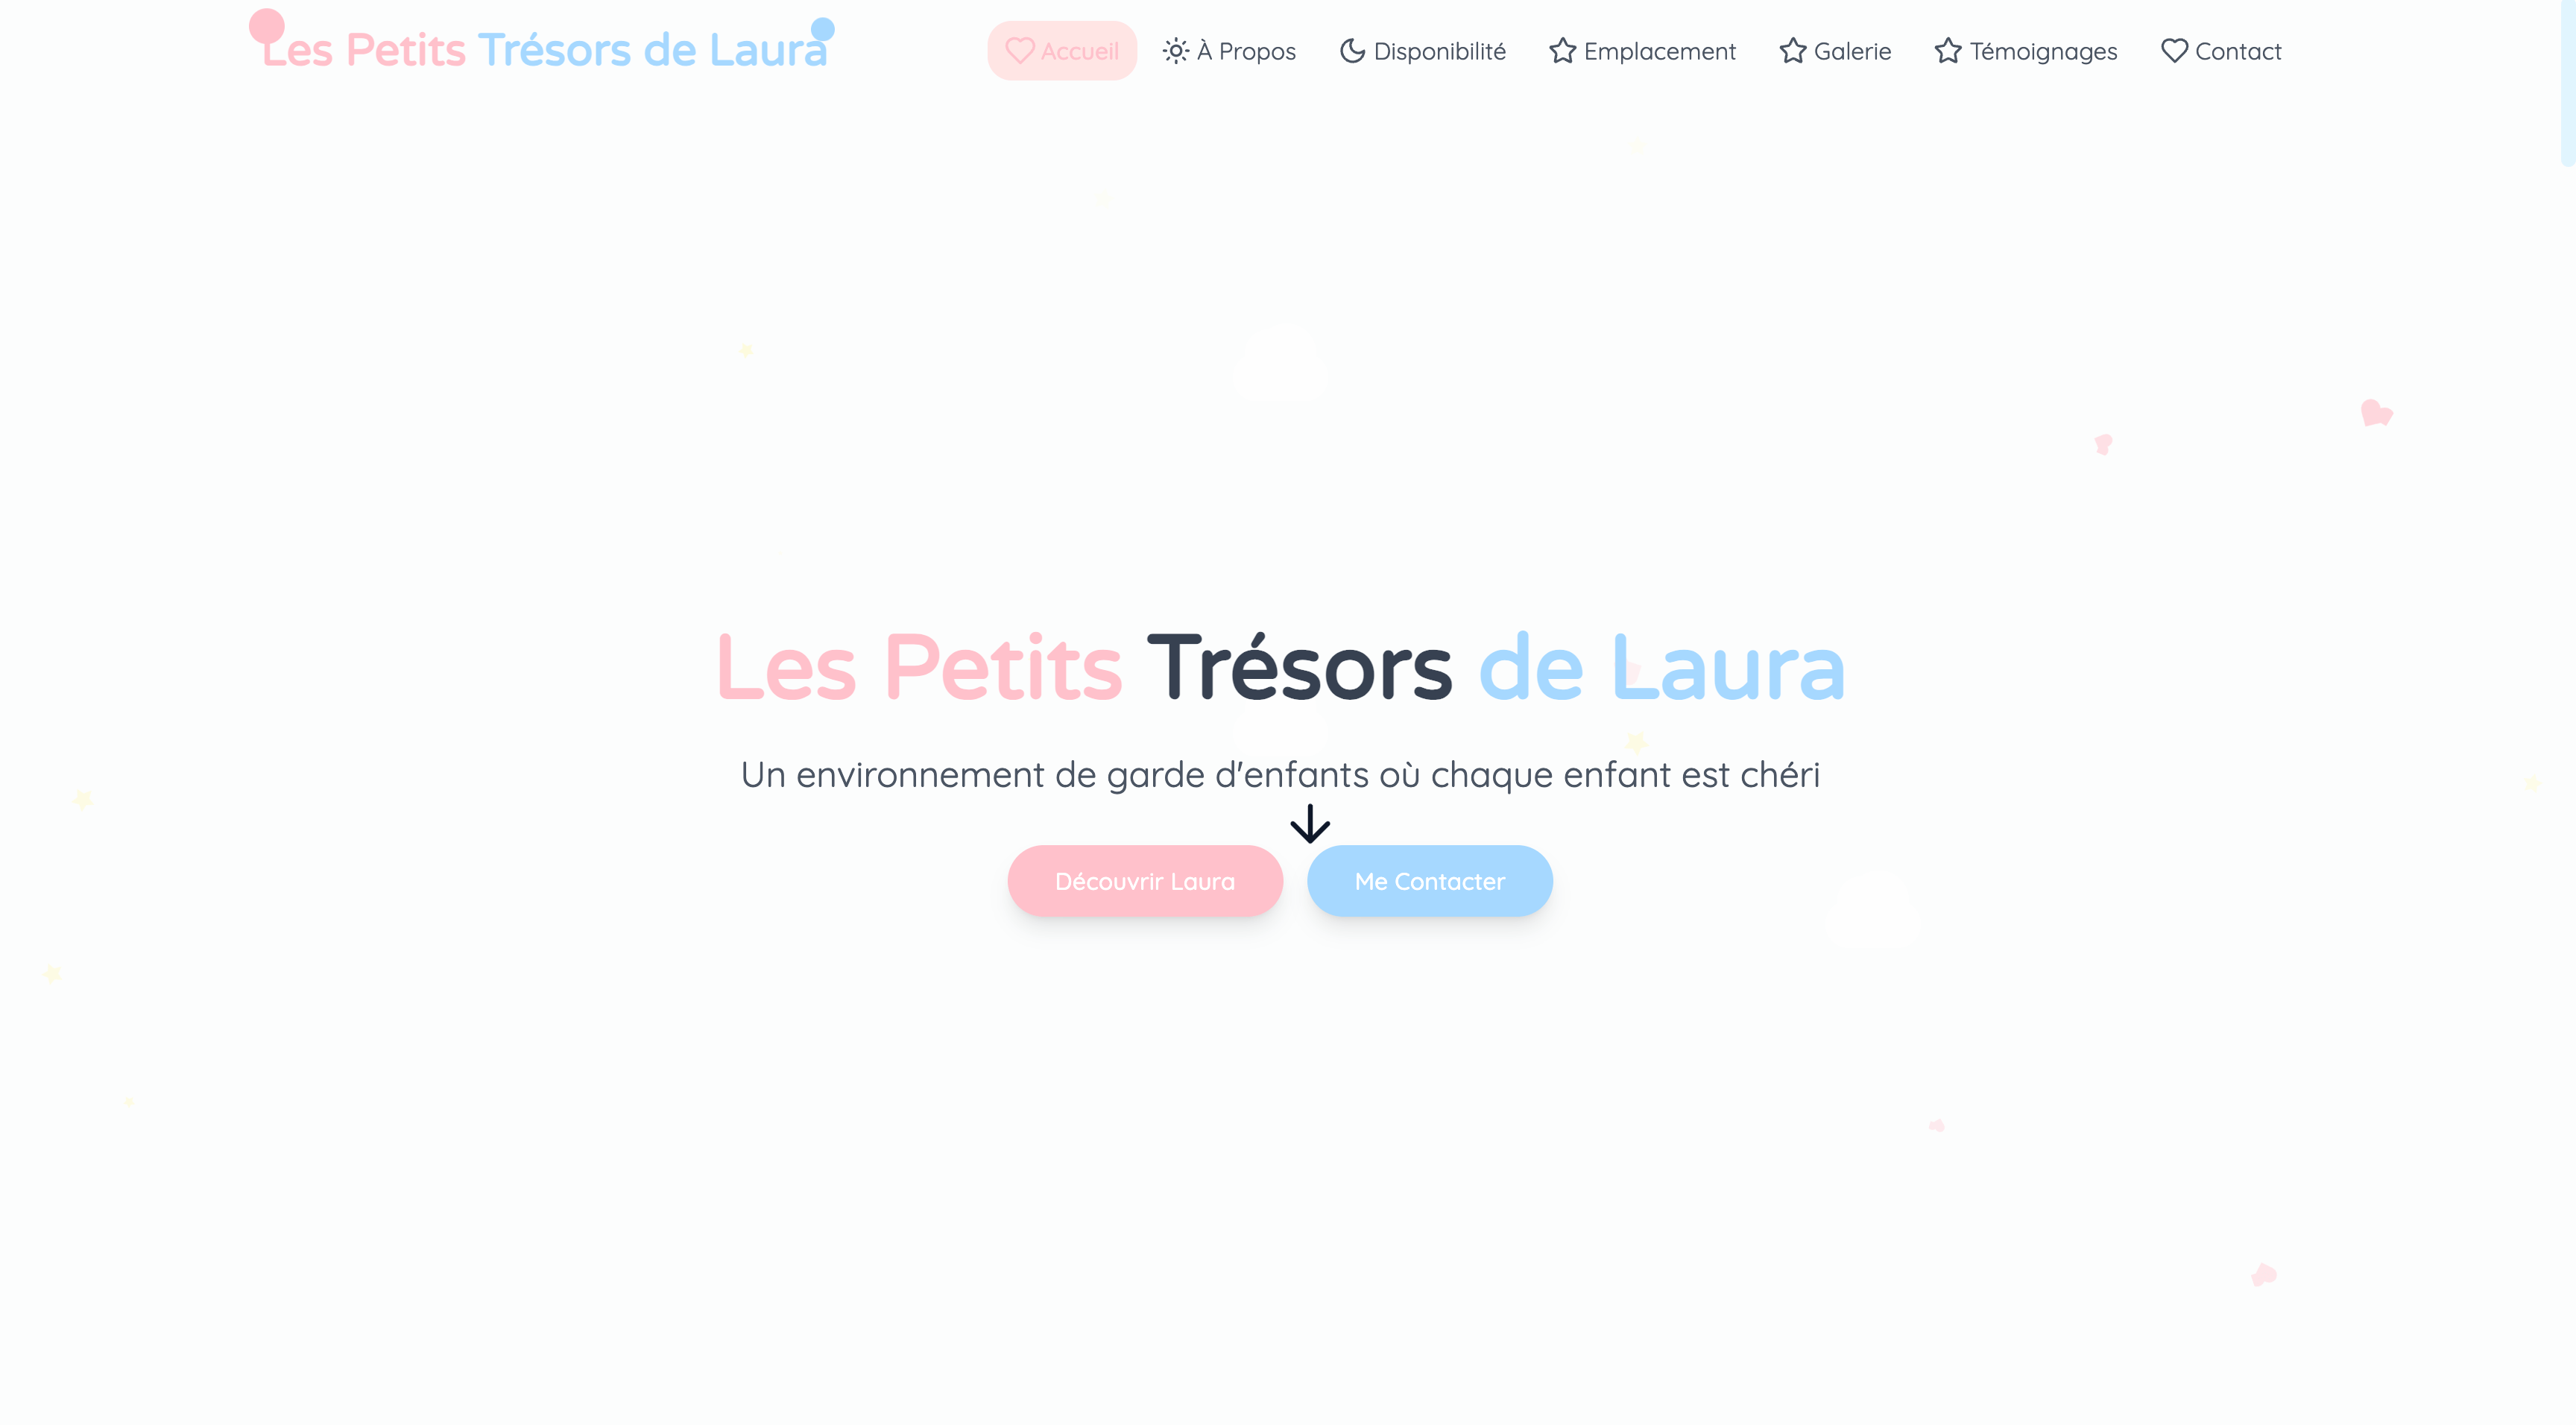 Les Petits Trésors de Laura
Accueil
À Propos
Disponibilité
Emplacement
Galerie
Témoignages
Contact
Les Petits Trésors de Laura
Un environnement de garde d'enfants où chaque enfant est chéri
Découvrir Laura
Me Contacter